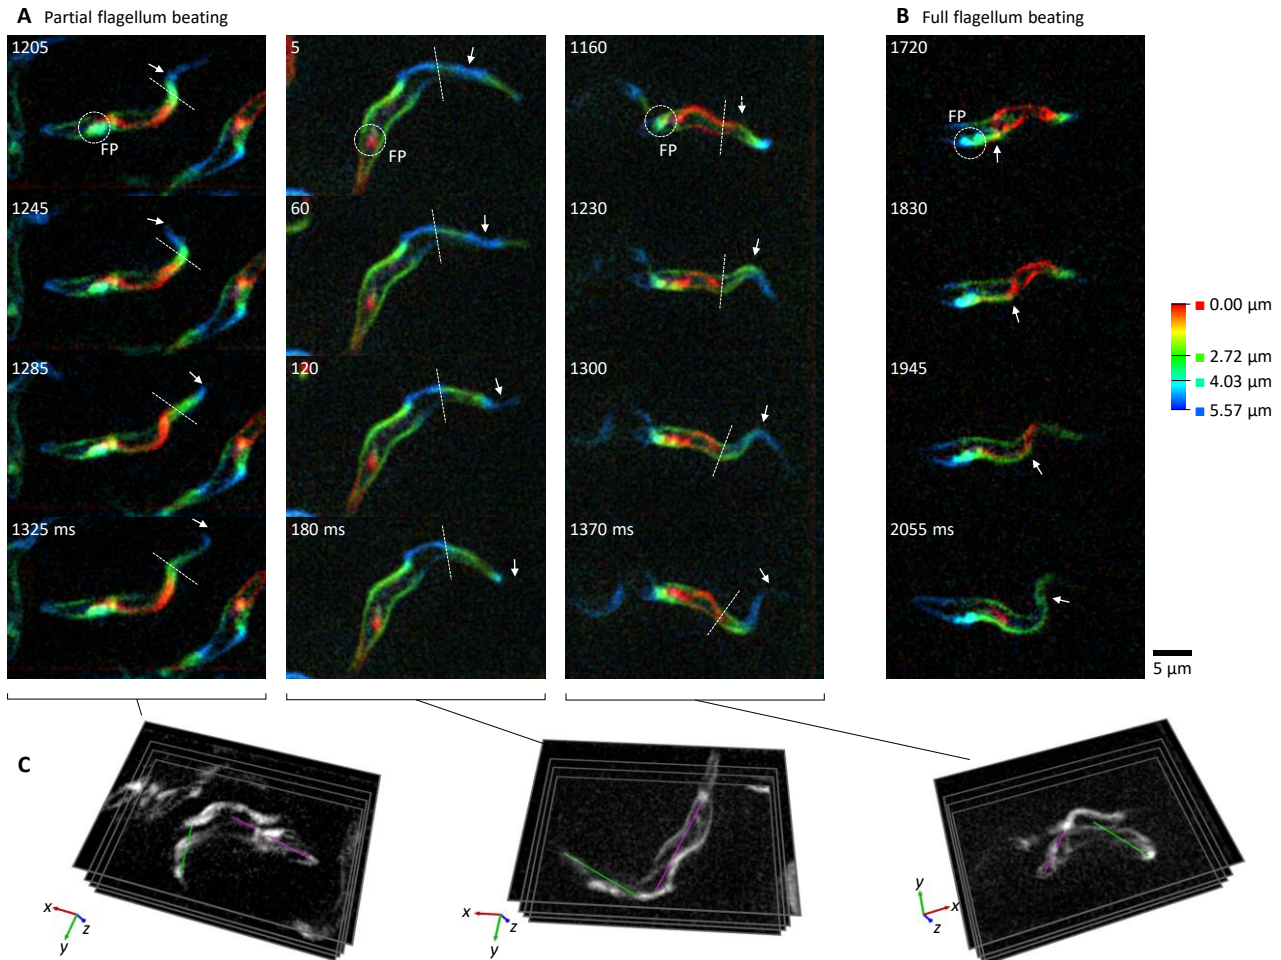 A Partial flagellum beating
B Full flagellum beating
1205
FP
1245
1285
1325 ms
5
FP
60
120
180 ms
1160
FP
1230
1300
1370 ms
1720
FP
1830
1945
2055 ms
0.00 µm
2.72 µm
4.03 µm
5.57 µm
5 µm
C
x
z
y
x
z
y
y
x
z